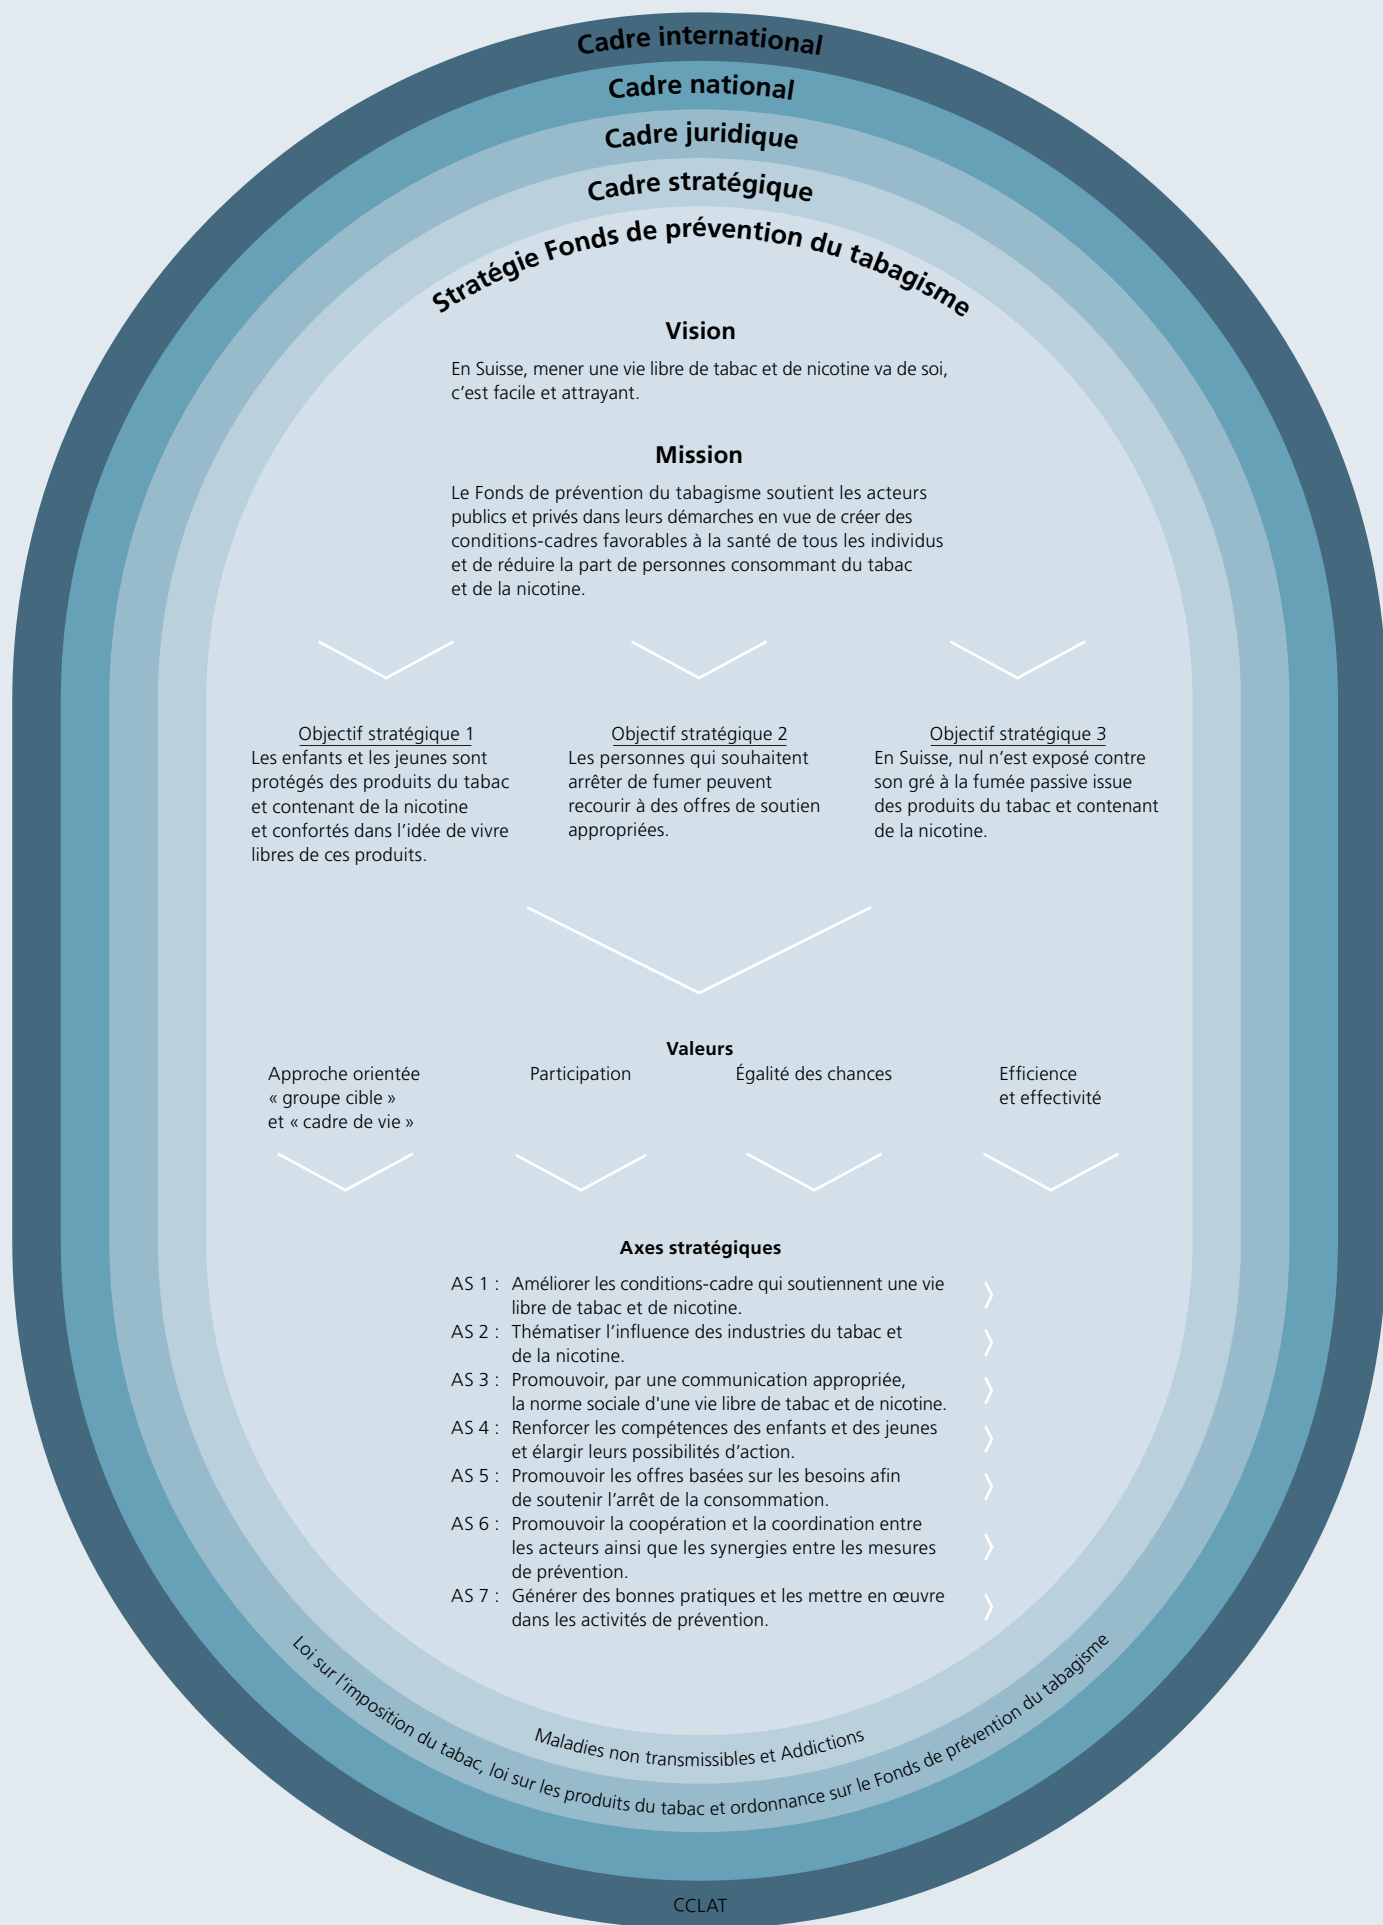 Cadre international
Cadre national
Cadre juridique
Cadre stratégique
Stratégie Fonds de prévention du tabagisme
Vision
En Suisse, mener une vie libre de tabac et de nicotine va de soi,
c’est facile et attrayant.
Mission
Le Fonds de prévention du tabagisme soutient les acteurs
publics et privés dans leurs démarches en vue de créer des
conditions-cadres favorables à la santé de tous les individus
et de réduire la part de personnes consommant du tabac
et de la nicotine.
Objectif stratégique 1
Les enfants et les jeunes sont
protégés des produits du tabac
et contenant de la nicotine
et confortés dans l’idée de vivre
libres de ces produits.
Objectif stratégique 2
Les personnes qui souhaitent
arrêter de fumer peuvent
recourir à des offres de soutien
appropriées.
Objectif stratégique 3
En Suisse, nul n’est exposé contre
son gré à la fumée passive issue
des produits du tabac et contenant
de la nicotine.
Valeurs
Approche orientée
« groupe cible »
et « cadre de vie »
Participation
Égalité des chances
Efficience
et effectivité
Axes stratégiques
AS 1 : Améliorer les conditions-cadre qui soutiennent une vie
libre de tabac et de nicotine.
AS 2 : Thématiser l’influence des industries du tabac et
de la nicotine.
AS 3 : Promouvoir, par une communication appropriée,
la norme sociale d'une vie libre de tabac et de nicotine.
AS 4 : Renforcer les compétences des enfants et des jeunes
et élargir leurs possibilités d’action.
AS 5 : Promouvoir les offres basées sur les besoins afin
de soutenir l’arrêt de la consommation.
AS 6 : Promouvoir la coopération et la coordination entre
les acteurs ainsi que les synergies entre les mesures
de prévention.
AS 7 : Générer des bonnes pratiques et les mettre en œuvre
dans les activités de prévention.
Maladies non transmissibles et Addictions
Loi sur l’imposition du tabac, loi sur les produits du tabac et ordonnance sur le Fonds de prévention du tabagisme
CCLAT